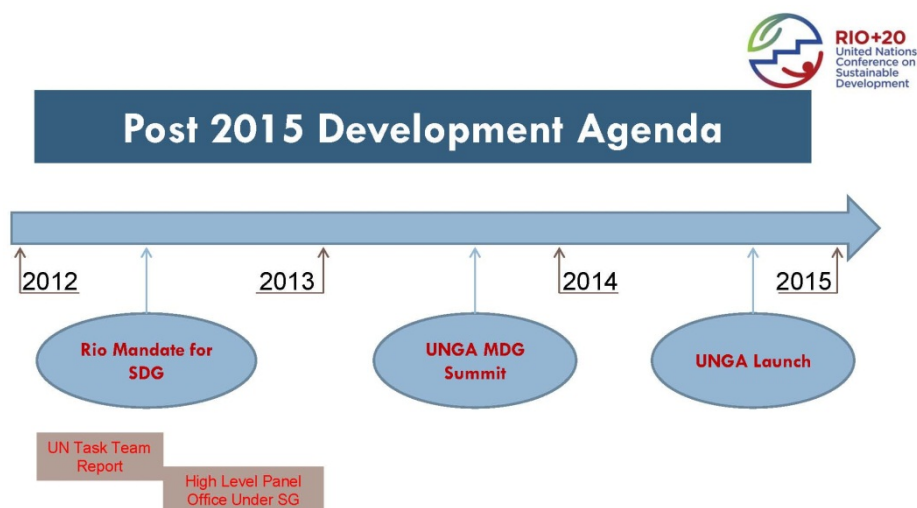 RIO+20
United Nations
Conference on
Sustainable
Development
Post 2015 Development Agenda
2012
2013
2014
2015
Rio Mandate for
SDG
UNGA MDG
Summit
UNGA Launch
UN Task Team
Report
High Level Panel
Office Under SG